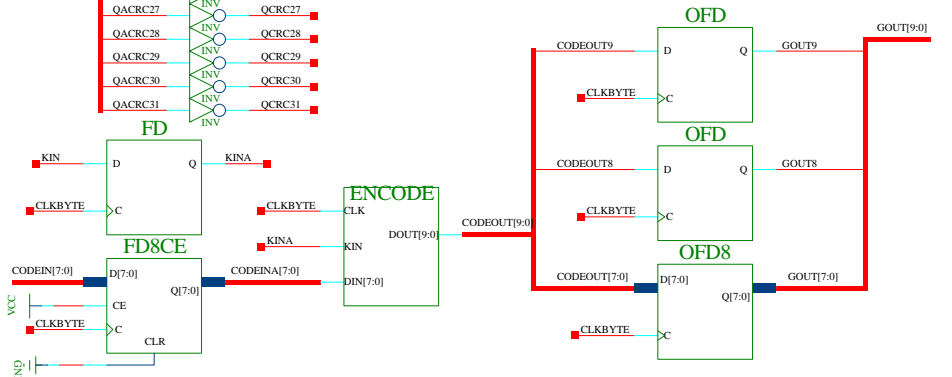 QACRC27 INV QCRC27
QACRC28 INV QCRC28
QACRC29 INV QCRC29
QACRC30 INV QCRC30
QACRC31 INV QCRC31
FD
KIN D Q KINA
CLKBYTE C
FD8CE
CODEIN[7:0] D[7:0] Q[7:0] CODEINA[7:0]
VCC CE
CLKBYTE C
CLR
GN
ENCODE
CLKBYTE CLK
KINA KIN
DIN[7:0]
DOUT[9:0] CODEOUT[9:0]
OFD
CODEOUT9 D Q GOUT9
CLKBYTE C
GOUT[9:0]
OFD
CODEOUT8 D Q GOUT8
CLKBYTE C
OFD8
CODEOUT[7:0] D[7:0] Q[7:0] GOUT[7:0]
CLKBYTE C